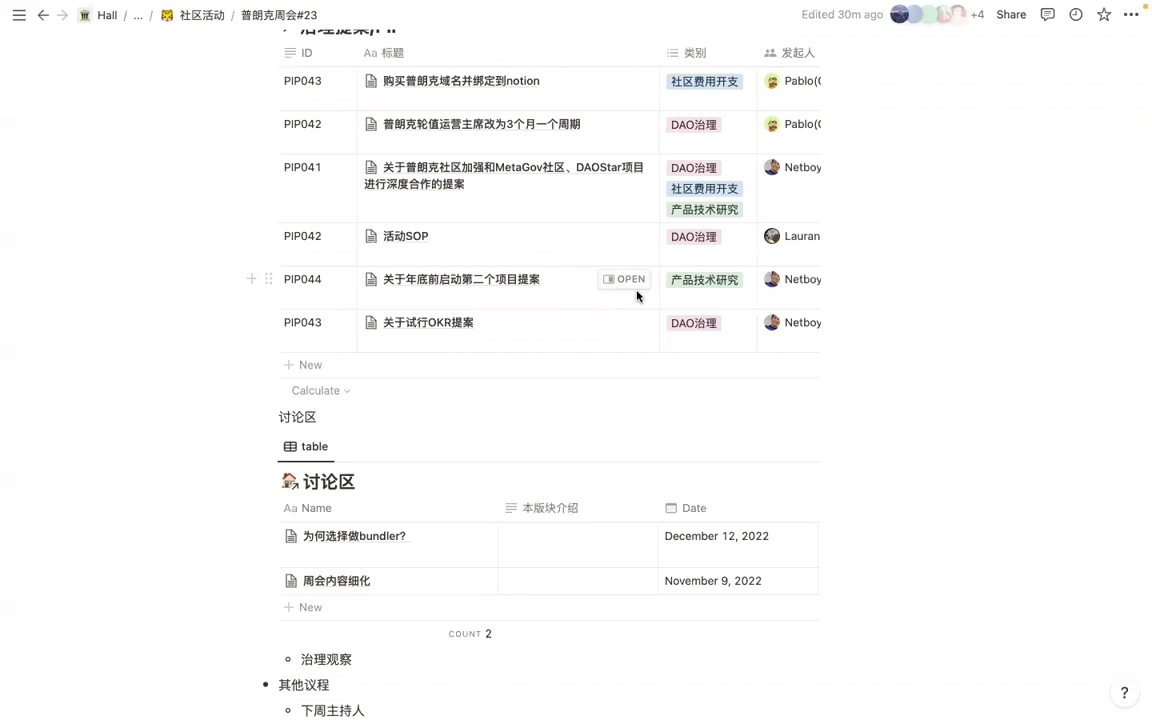 Hall / ... / 社区活动 / 普朗克周会#23
Edited 30m ago +4 Share
治理提案/PIP
ID Aa 标题 类别 发起人
PIP043 购买普朗克域名并绑定到notion 社区费用开支 Pablo(
PIP042 普朗克轮值运营主席改为3个月一个周期 DAO治理 Pablo(
PIP041 关于普朗克社区加强和MetaGov社区、DAOStar项目 DAO治理 Netboy
进行深度合作的提案 社区费用开支
产品技术研究
PIP042 活动SOP DAO治理 Lauran
PIP044 关于年底前启动第二个项目提案 OPEN 产品技术研究 Netboy
PIP043 关于试行OKR提案 DAO治理 Netboy
+ New
Calculate
讨论区
table
讨论区
Aa Name 本版块介绍 Date
为何选择做bundler? December 12, 2022
周会内容细化 November 9, 2022
+ New
COUNT 2
治理观察
其他议程
下周主持人
?